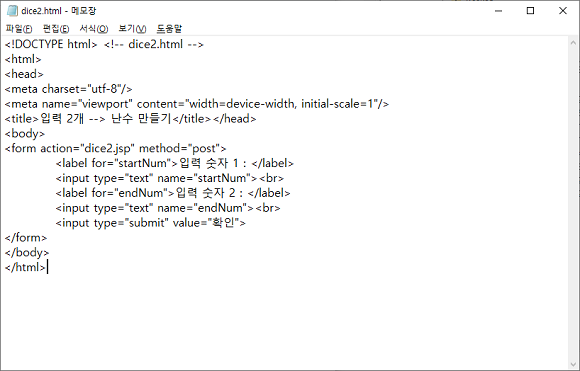 dice2.html - 메모장
파일(F) 편집(E) 서식(O) 보기(V) 도움말
<!DOCTYPE html> <!-- dice2.html -->
<html>
<head>
<meta charset="utf-8"/>
<meta name="viewport" content="width=device-width, initial-scale=1"/>
<title>입력 2개 --> 난수 만들기</title></head>
<body>
<form action="dice2.jsp" method="post">
<label for="startNum">입력 숫자 1 : </label>
<input type="text" name="startNum"><br>
<label for="endNum">입력 숫자 2 : </label>
<input type="text" name="endNum"><br>
<input type="submit" value="확인">
</form>
</body>
</html>